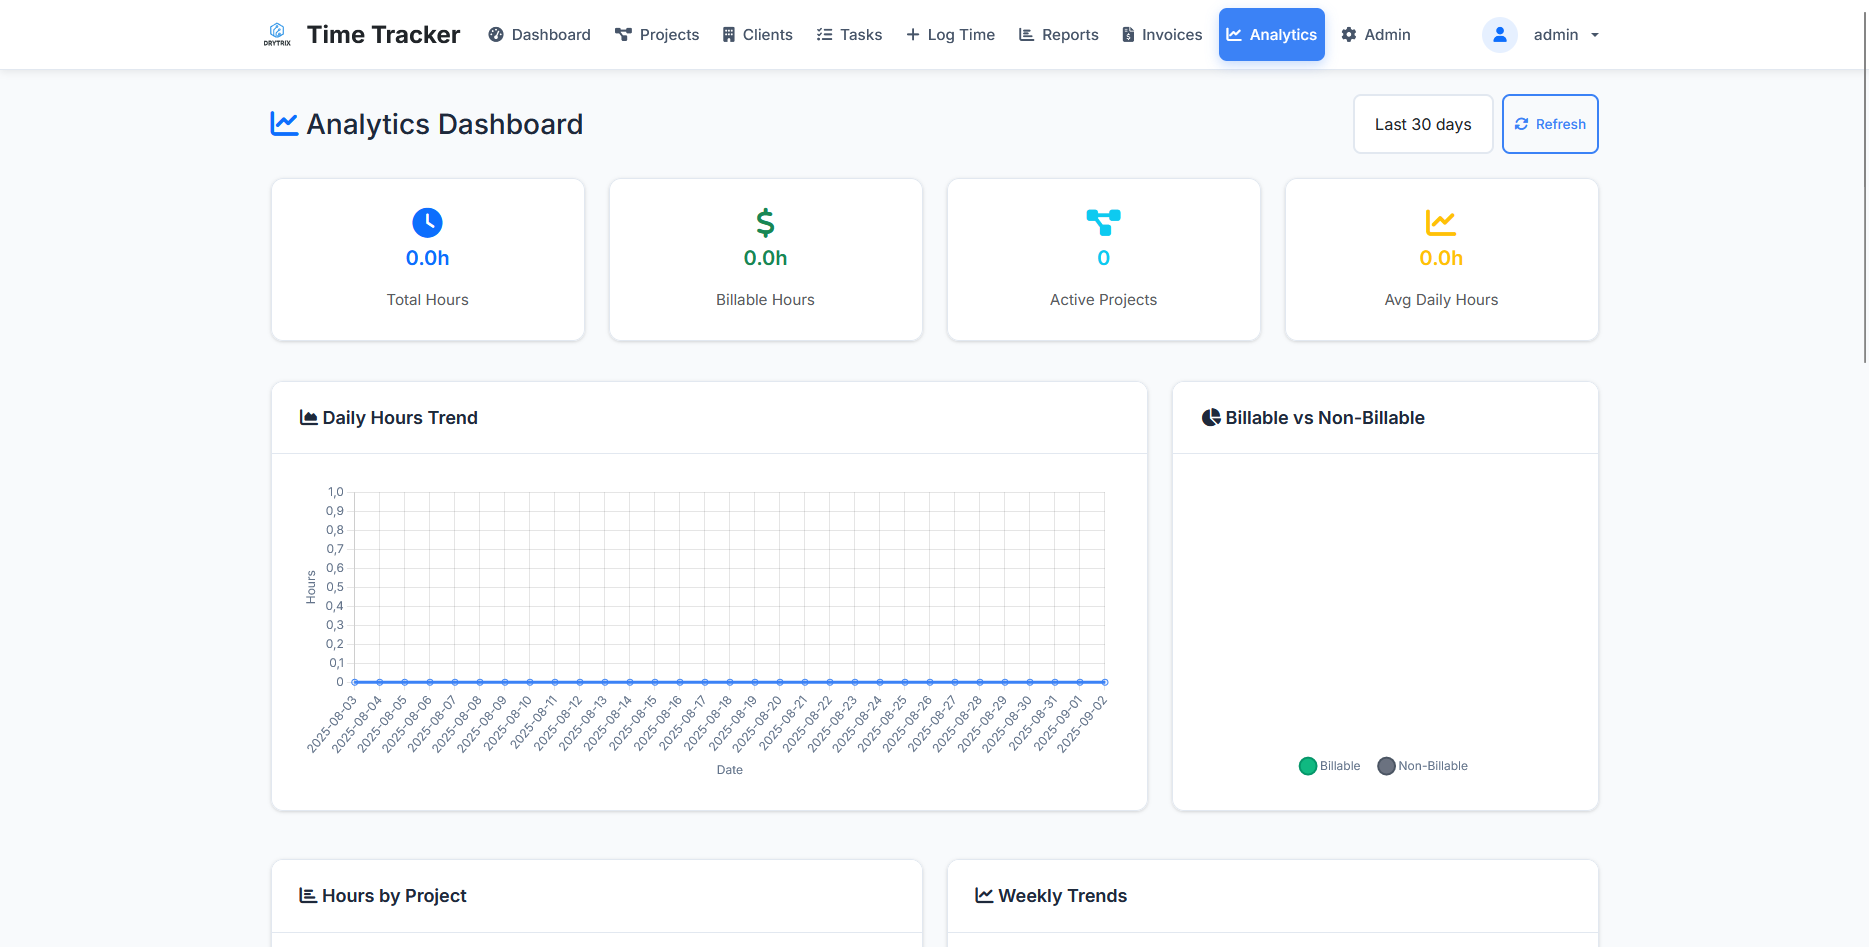 DRYTRIX
Time Tracker
Dashboard
Projects
Clients
Tasks
Log Time
Reports
Invoices
Analytics
Admin
admin
Analytics Dashboard
Last 30 days
Refresh
0.0h
Total Hours
0.0h
Billable Hours
0
Active Projects
0.0h
Avg Daily Hours
Daily Hours Trend
1,0
0,9
0,8
0,7
0,6
0,5
0,4
0,3
0,2
0,1
0
Hours
2025-08-03
2025-08-04
2025-08-05
2025-08-06
2025-08-07
2025-08-08
2025-08-09
2025-08-10
2025-08-11
2025-08-12
2025-08-13
2025-08-14
2025-08-15
2025-08-16
2025-08-17
2025-08-18
2025-08-19
2025-08-20
2025-08-21
2025-08-22
2025-08-23
2025-08-24
2025-08-25
2025-08-26
2025-08-27
2025-08-28
2025-08-29
2025-08-30
2025-08-31
2025-09-01
2025-09-02
Date
Billable vs Non-Billable
Billable
Non-Billable
Hours by Project
Weekly Trends